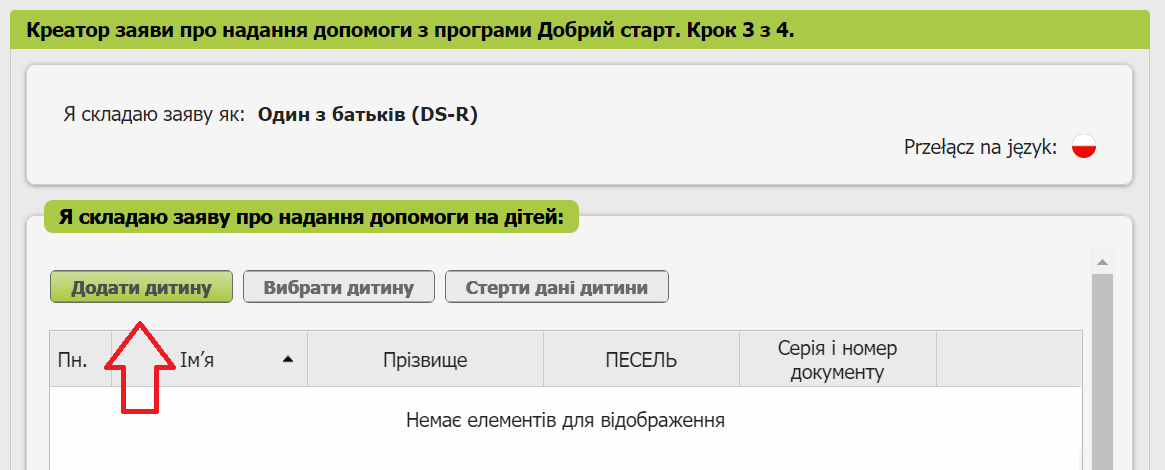 Креатор заяви про надання допомоги з програми Добрий старт. Крок 3 з 4.
Я складаю заяву як: Один з батьків (DS-R)
Przełącz na język:
Я складаю заяву про надання допомоги на дітей:
Додати дитину Вибрати дитину Стерти дані дитини
Пн. Ім’я Прізвище ПЕСЕЛЬ Серія і номер
документу
Немає елементів для відображення